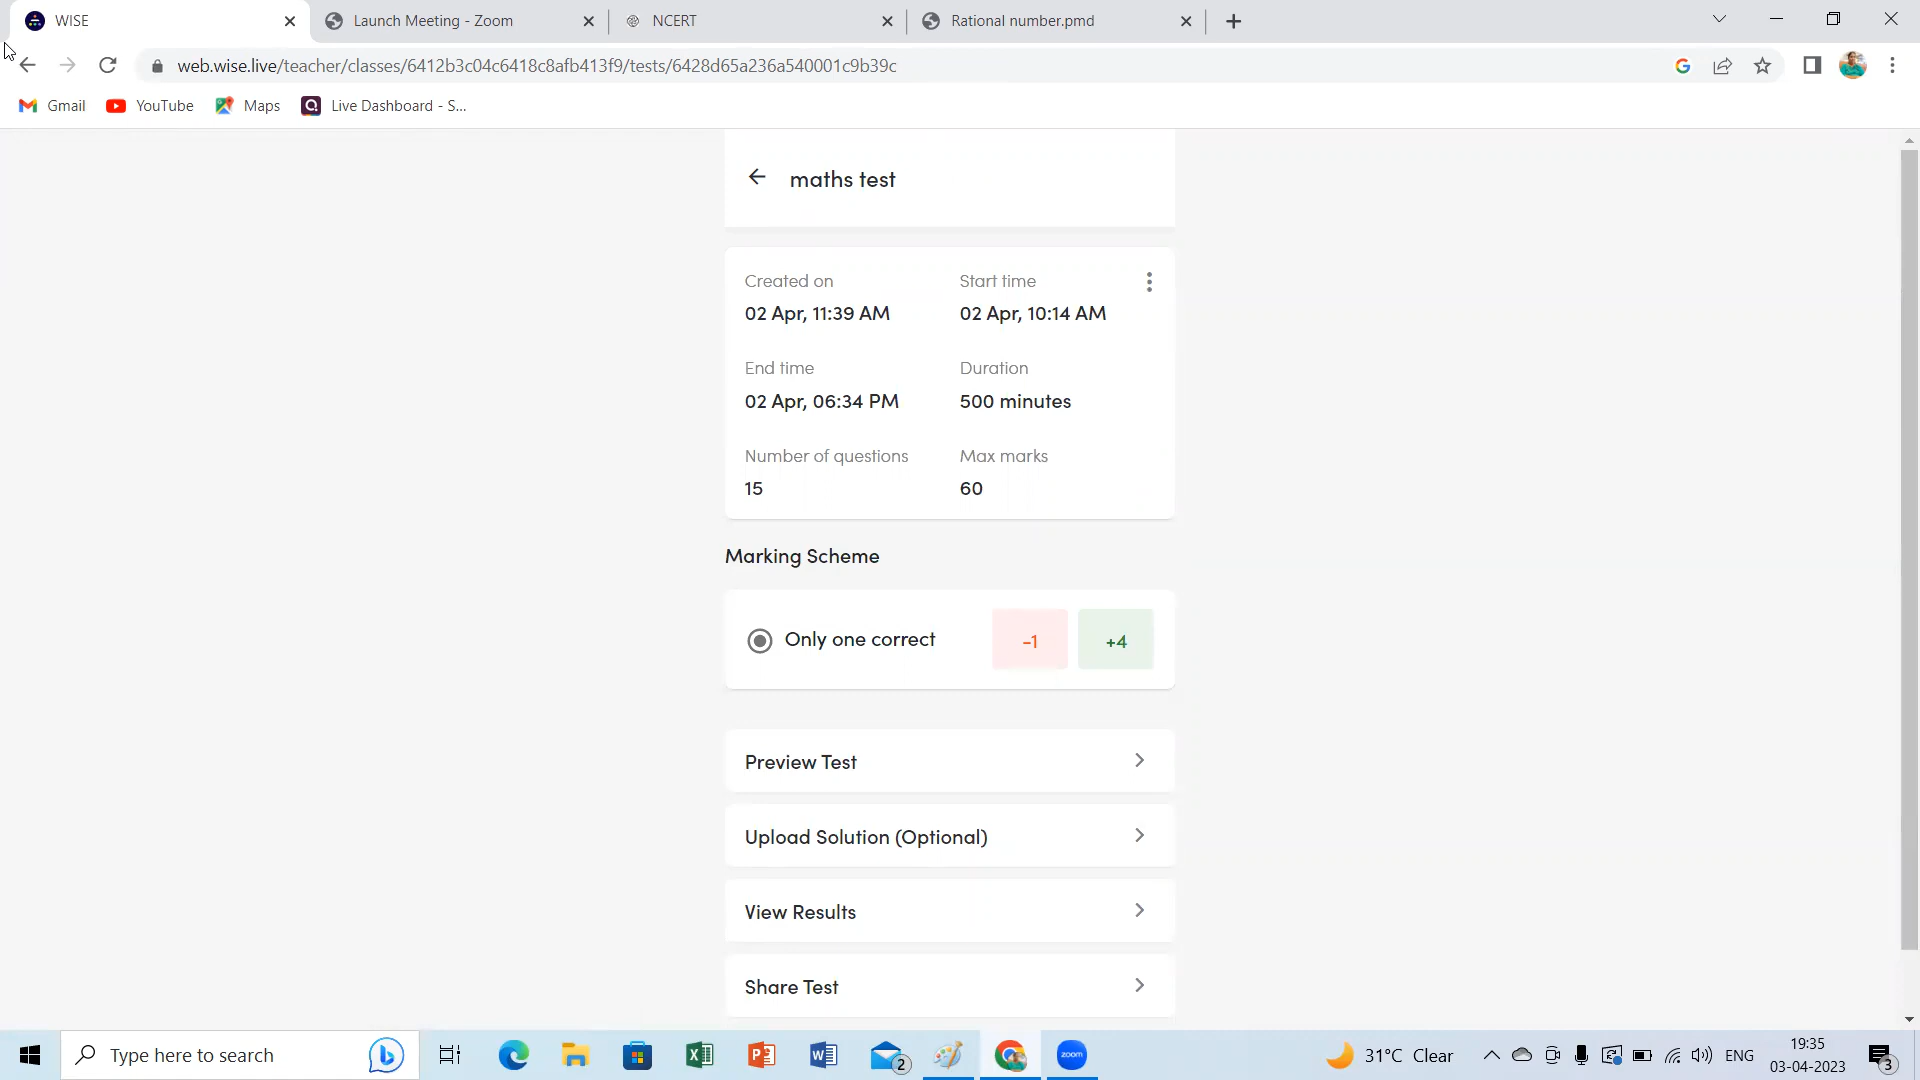 WISE
Launch Meeting - Zoom
NCERT
Rational number.pmd
web.wise.live/teacher/classes/6412b3c04c6418c8afb413f9/tests/6428d65a236a540001c9b39c
Gmail
YouTube
Maps
Live Dashboard - S...
maths test
Created on
Start time
02 Apr, 11:39 AM
02 Apr, 10:14 AM
End time
Duration
02 Apr, 06:34 PM
500 minutes
Number of questions
Max marks
15
60
Marking Scheme
Only one correct
-1
+4
Preview Test
Upload Solution (Optional)
View Results
Share Test
Type here to search
2
zoom
31°C Clear
ENG
19:35
03-04-2023
3